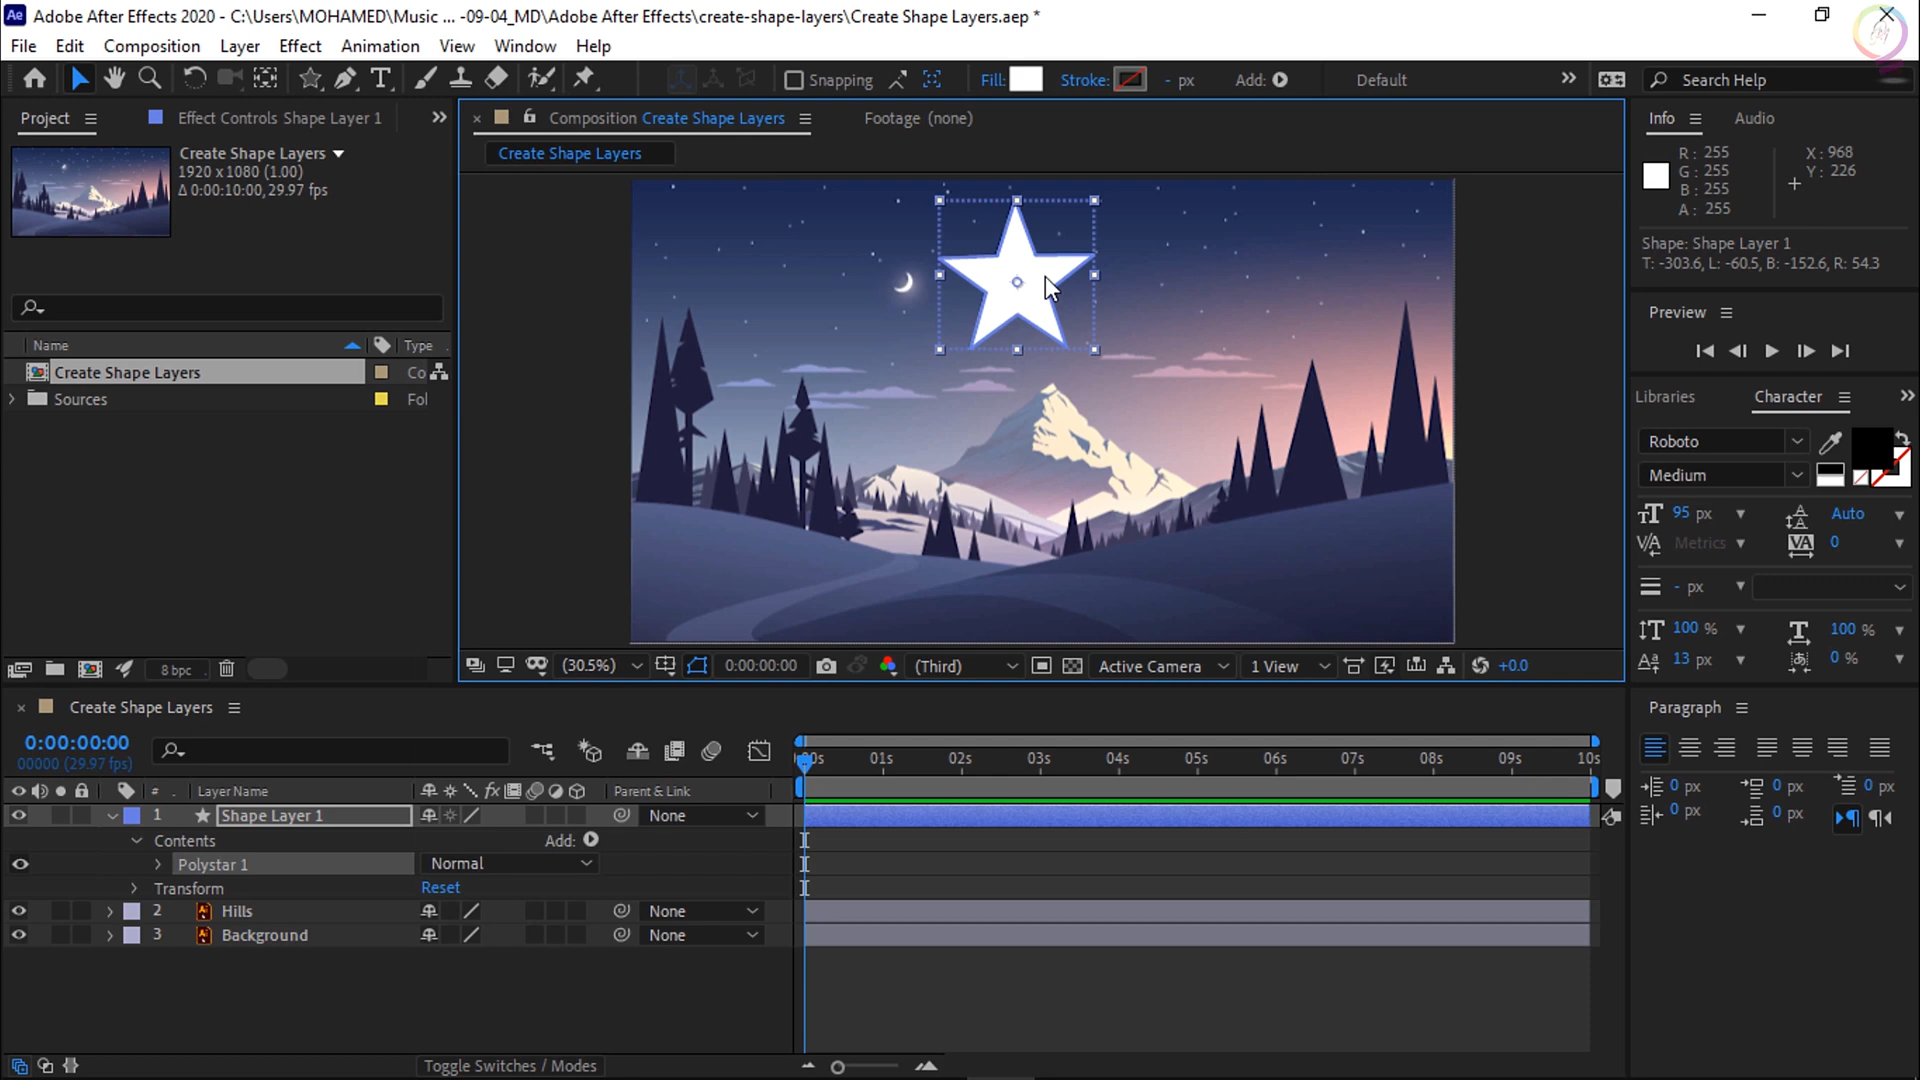 Adobe After Effects 2020 - C:\Users\MOHAMED\Music ... -09-04_MD\Adobe After Effects\create-shape-layers\Create Shape Layers.aep *
File Edit Composition Layer Effect Animation View Window Help
Snapping Fill: Stroke: - px Add: Default Search Help
Project Effect Controls Shape Layer 1
Create Shape Layers
1920 x 1080 (1.00)
Δ 0:00:10:00, 29.97 fps
Name Type
Create Shape Layers Co
Sources Fol
8 bpc
Composition Create Shape Layers Footage (none)
Create Shape Layers
(30.5%) 0:00:00:00 (Third) Active Camera 1 View +0.0
Info Audio
R: 255 X: 968
G: 255 Y: 226
B: 255
A: 255
Shape: Shape Layer 1
T: -303.6, L: -60.5, B: -152.6, R: 54.3
Preview
Libraries Character
Roboto
Medium
95 px Auto
Metrics 0
- px
100 % 100 %
13 px 0 %
Create Shape Layers
0:00:00:00
00000 (29.97 fps)
# Layer Name Parent & Link
1 Shape Layer 1 None
Contents Add:
Polystar 1 Normal
Transform Reset
2 Hills None
3 Background None
00s 01s 02s 03s 04s 05s 06s 07s 08s 09s 10s
Toggle Switches / Modes
Paragraph
0 px 0 px 0 px
0 px 0 px